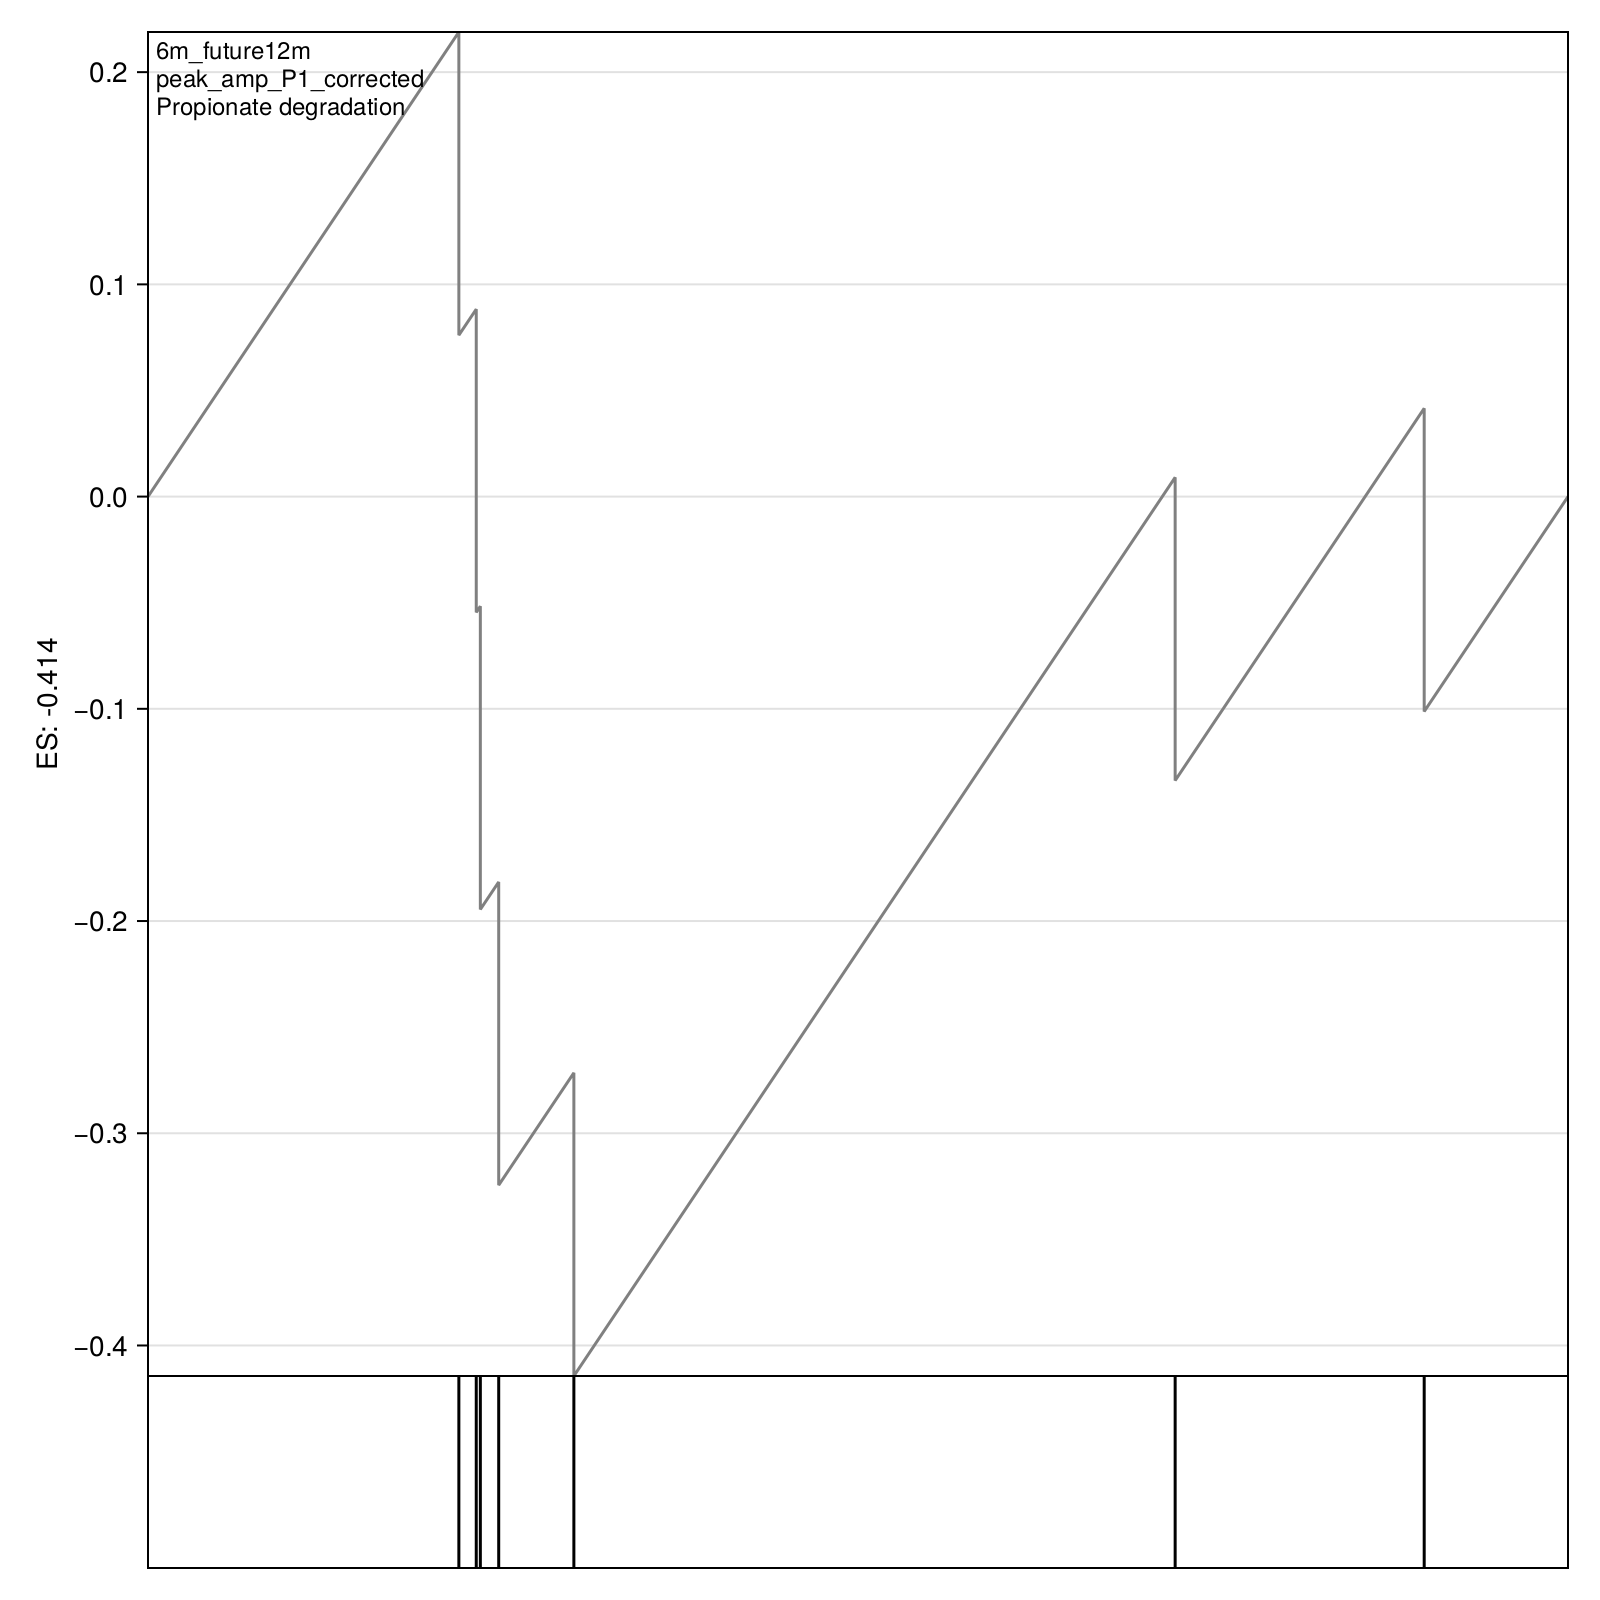 6m_future12m
peak_amp_P1_corrected
Propionate degradation
0.2
0.1
0.0
−0.1
−0.2
−0.3
−0.4
ES: -0.414